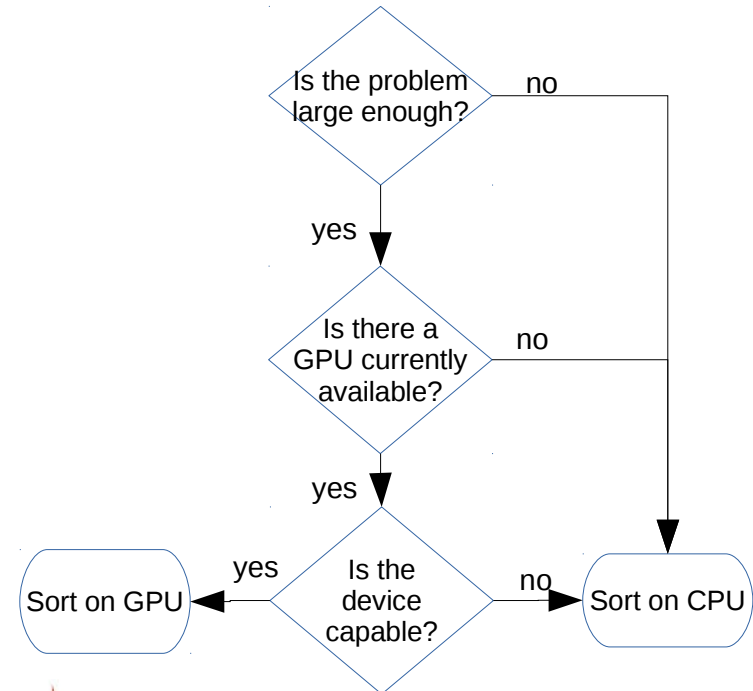 Is the problem
large enough?
no
yes
Is there a
GPU currently
available?
no
yes
Is the
device
capable?
yes
no
Sort on GPU
Sort on CPU